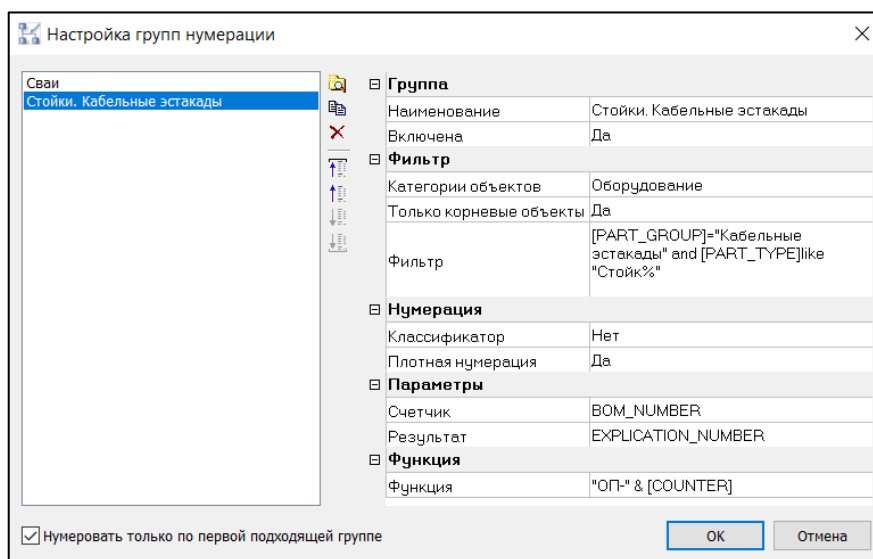 Настройка групп нумерации
Сваи
Стойки. Кабельные эстакады
Группа
Наименование Стойки. Кабельные эстакады
Включена Да
Фильтр
Категории объектов Оборудование
Только корневые объекты Да
Фильтр [PART_GROUP]="Кабельные
эстакады" and [PART_TYPE]like
"Стойк%"
Нумерация
Классификатор Нет
Плотная нумерация Да
Параметры
Счетчик BOM_NUMBER
Результат EXPLICATION_NUMBER
Функция
Функция "ОП-" & [COUNTER]
Нумеровать только по первой подходящей группе
ОК Отмена